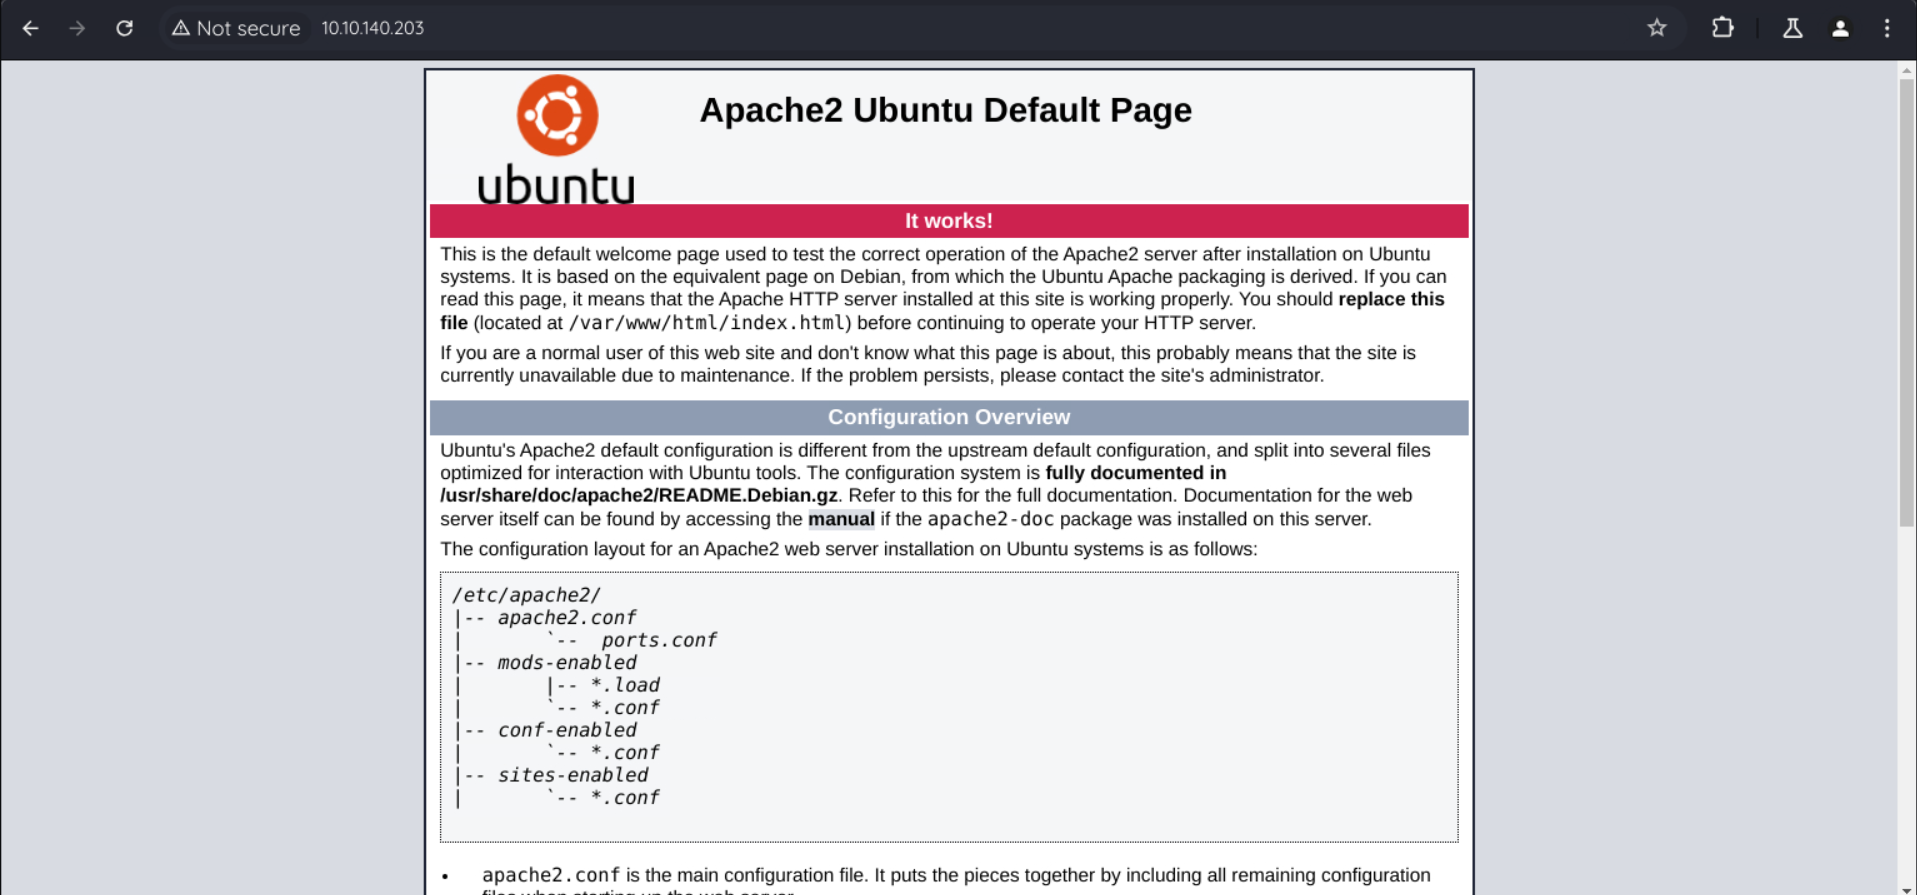 Not secure 10.10.140.203
Apache2 Ubuntu Default Page
ubuntu
It works!
This is the default welcome page used to test the correct operation of the Apache2 server after installation on Ubuntu
systems. It is based on the equivalent page on Debian, from which the Ubuntu Apache packaging is derived. If you can
read this page, it means that the Apache HTTP server installed at this site is working properly. You should replace this
file (located at /var/www/html/index.html) before continuing to operate your HTTP server.
If you are a normal user of this web site and don't know what this page is about, this probably means that the site is
currently unavailable due to maintenance. If the problem persists, please contact the site's administrator.
Configuration Overview
Ubuntu's Apache2 default configuration is different from the upstream default configuration, and split into several files
optimized for interaction with Ubuntu tools. The configuration system is fully documented in
/usr/share/doc/apache2/README.Debian.gz. Refer to this for the full documentation. Documentation for the web
server itself can be found by accessing the manual if the apache2-doc package was installed on this server.
The configuration layout for an Apache2 web server installation on Ubuntu systems is as follows:
/etc/apache2/
|-- apache2.conf
|       `--  ports.conf
|-- mods-enabled
|       |-- *.load
|       `-- *.conf
|-- conf-enabled
|       `-- *.conf
|-- sites-enabled
|       `-- *.conf
• apache2.conf is the main configuration file. It puts the pieces together by including all remaining configuration
files when starting up the web server.